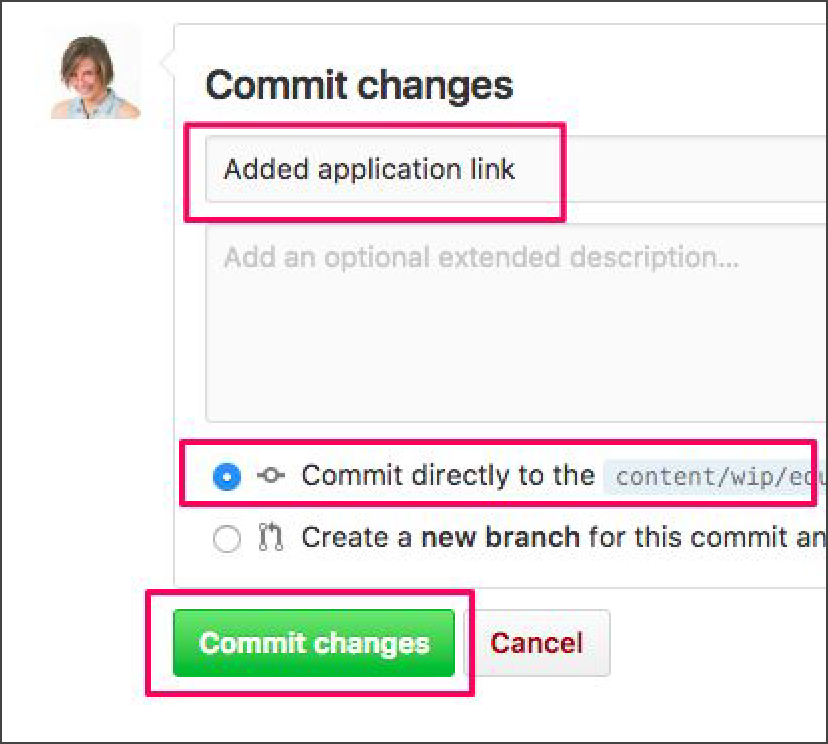 Commit changes
Added application link
Add an optional extended description...
Commit directly to the content/wip/edu
Create a new branch for this commit an
Commit changes Cancel